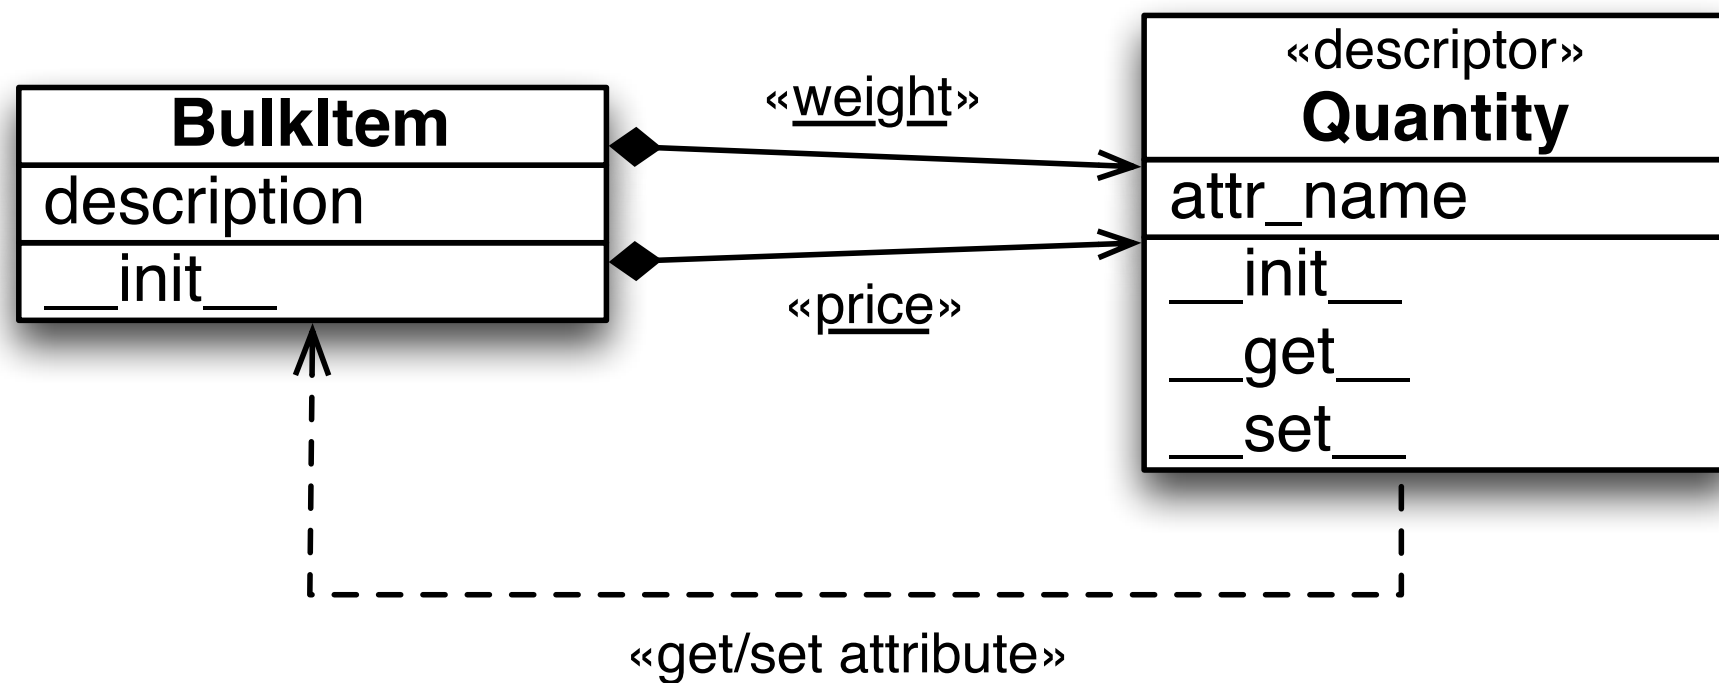 BulkItem
description
__init__
«weight»
«price»
«descriptor»
Quantity
attr_name
__init__
__get__
__set__
«get/set attribute»